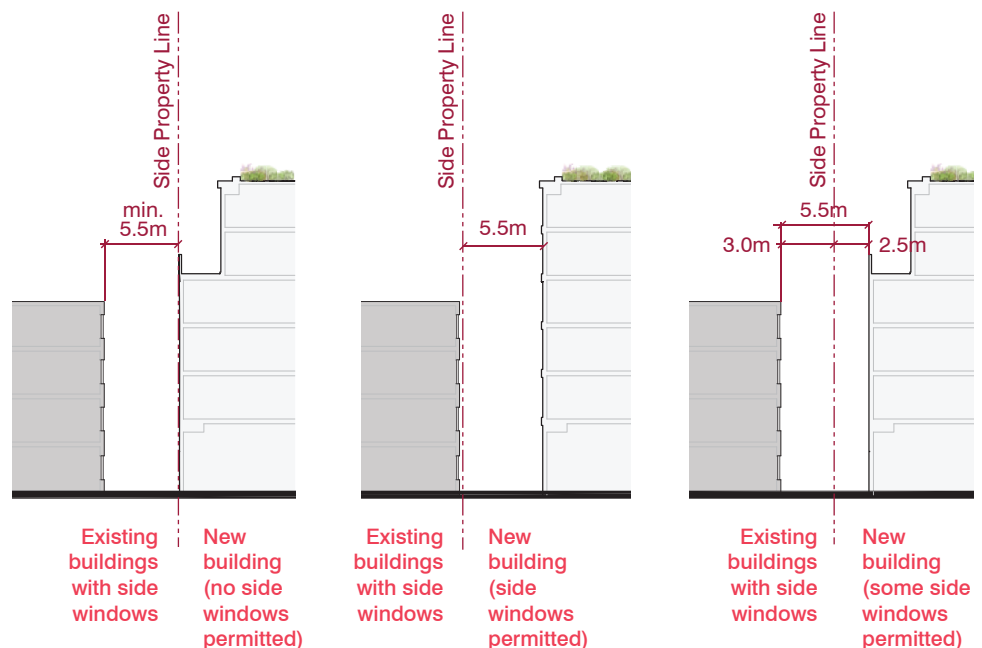 Side Property Line
min.
5.5m
Existing
buildings
with side
windows
New
building
(no side
windows
permitted)
Side Property Line
5.5m
Existing
buildings
with side
windows
New
building
(side
windows
permitted)
Side Property Line
5.5m
3.0m
2.5m
Existing
buildings
with side
windows
New
building
(some side
windows
permitted)